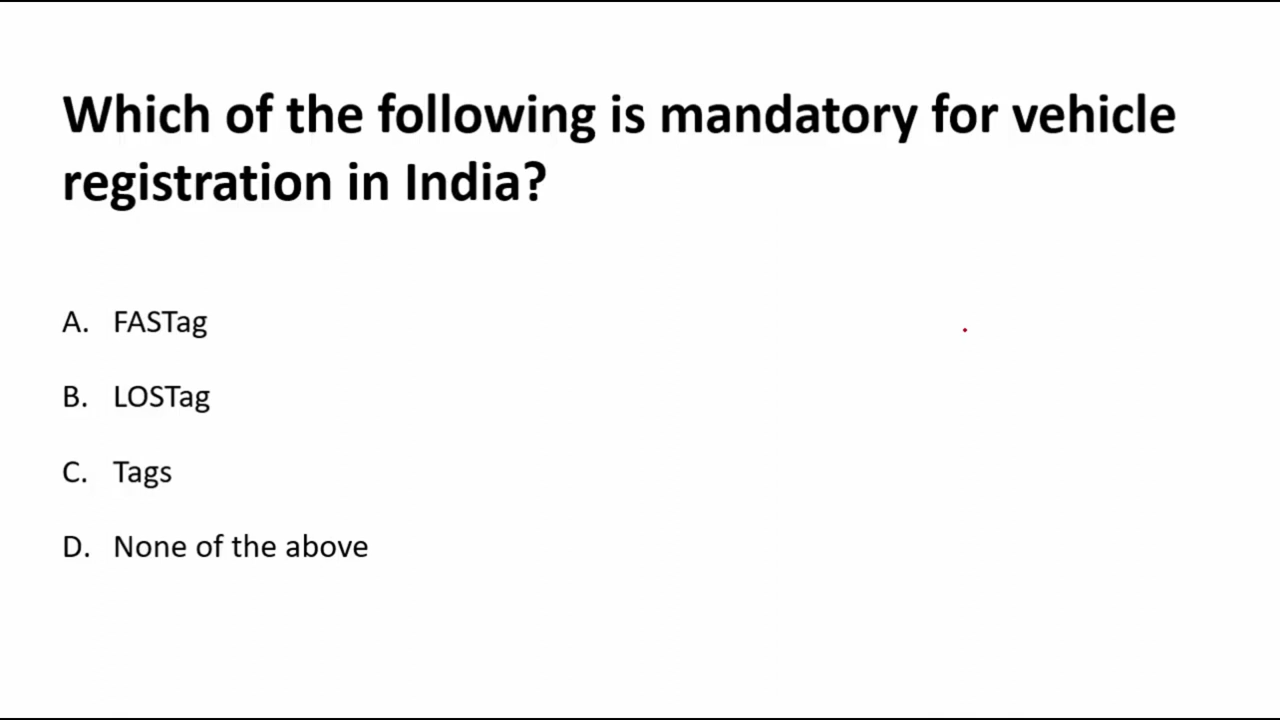 Which of the following is mandatory for vehicle
registration in India?
A. FASTag
B. LOSTag
C. Tags
D. None of the above